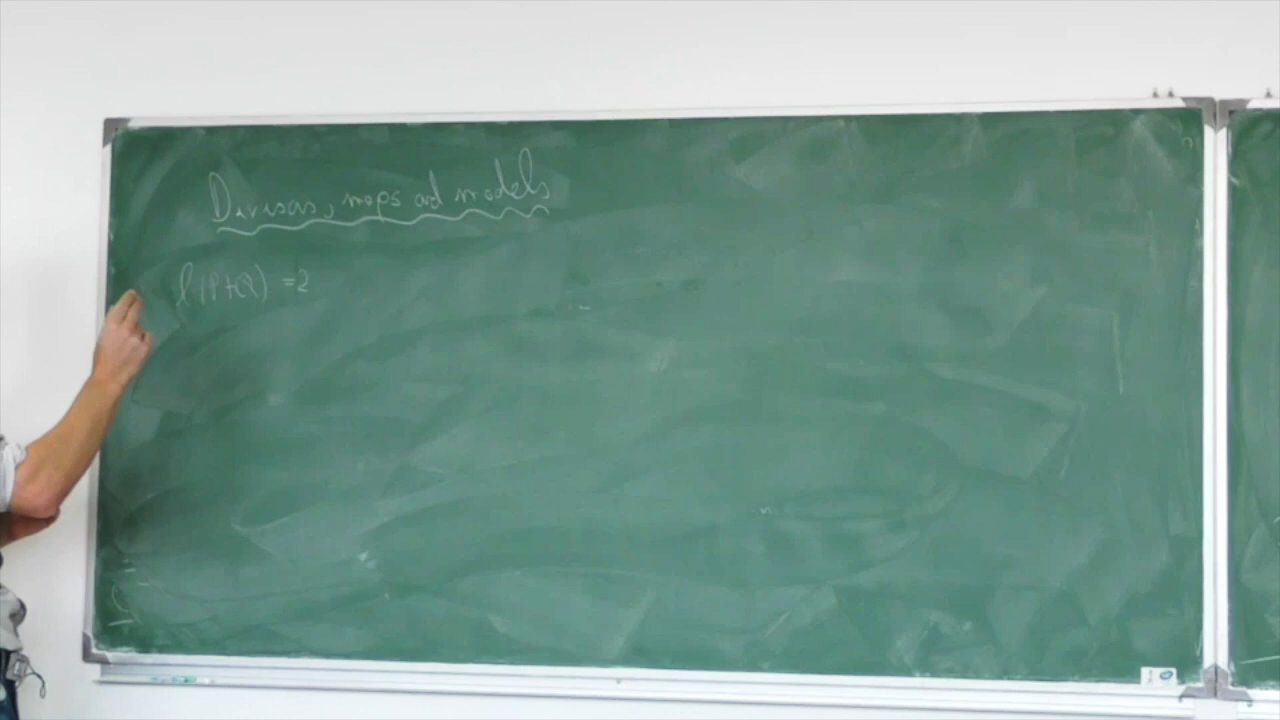 Divisors, maps and models
l(P+Q) = 2